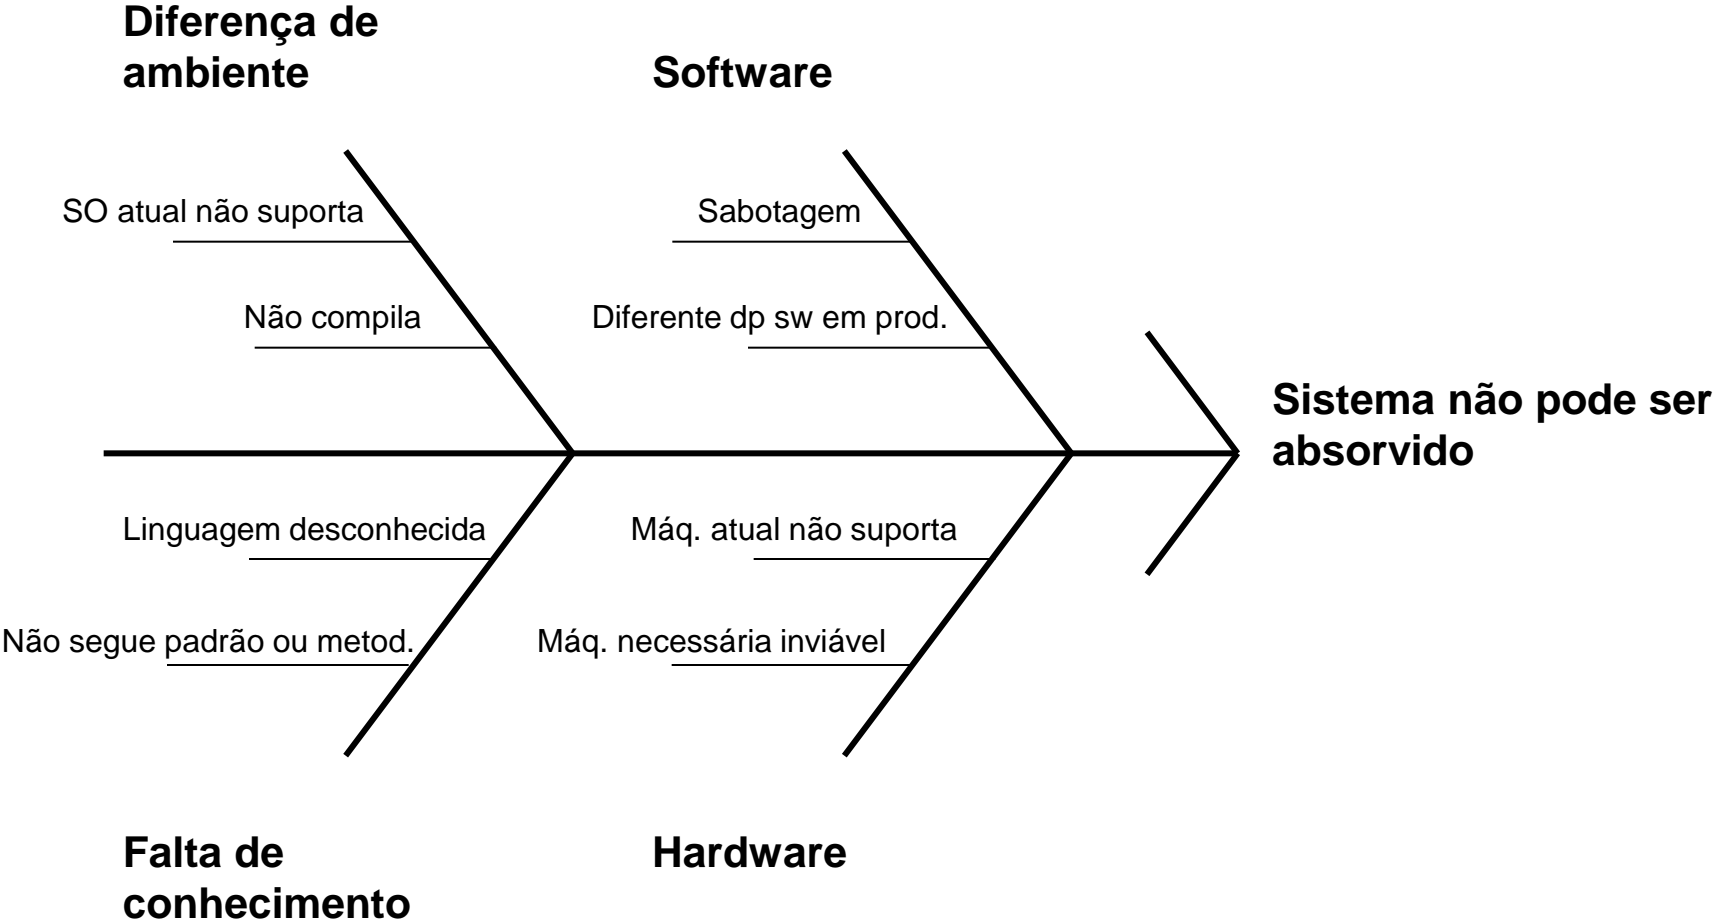 Diferença de
ambiente
Software
SO atual não suporta
Sabotagem
Não compila
Diferente dp sw em prod.
Sistema não pode ser
absorvido
Linguagem desconhecida
Máq. atual não suporta
Não segue padrão ou metod.
Máq. necessária inviável
Falta de
conhecimento
Hardware